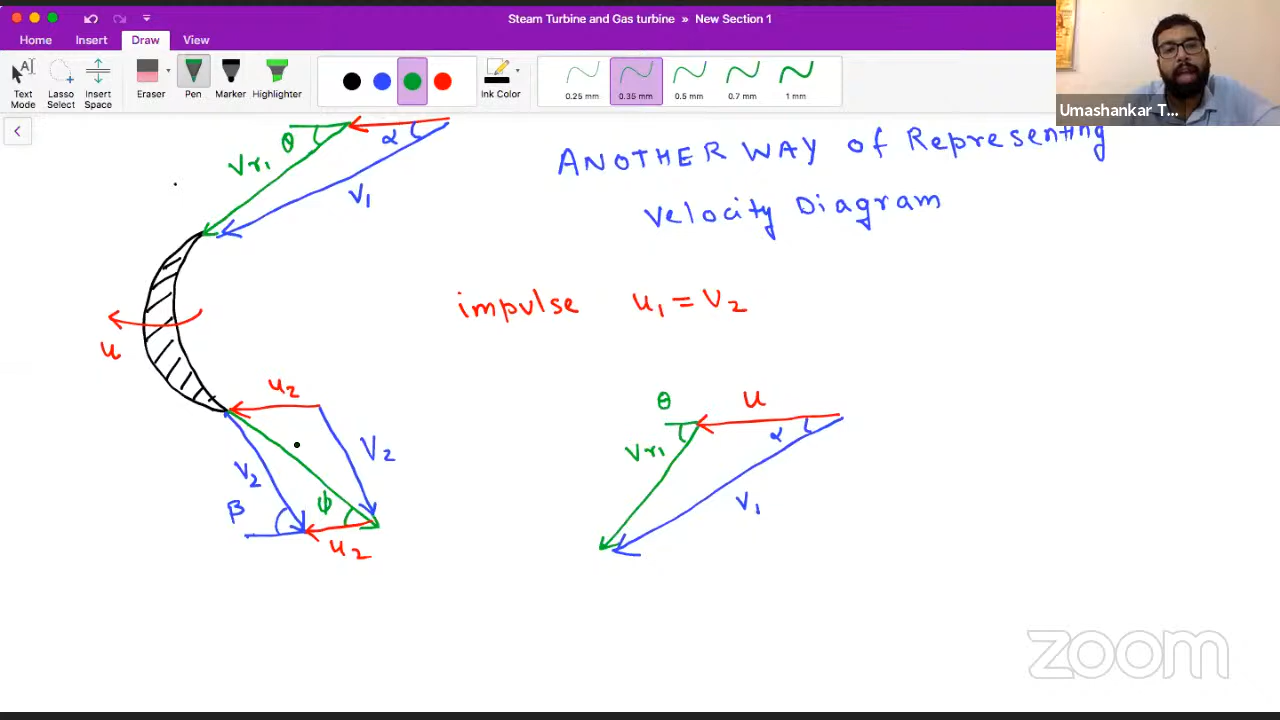 Steam Turbine and Gas turbine » New Section 1
Home Insert Draw View
Text Mode
Lasso Select
Insert Space
Eraser
Pen
Marker
Highlighter
Ink Color
0.25 mm
0.35 mm
0.5 mm
0.7 mm
1 mm
Umashankar T...
θ
α
Vr1
V1
ANOTHER WAY of Representing
Velocity Diagram
impulse u1 = V2
u
u2
V2
V2
β
φ
u2
θ
u
α
Vr1
V1
zoom